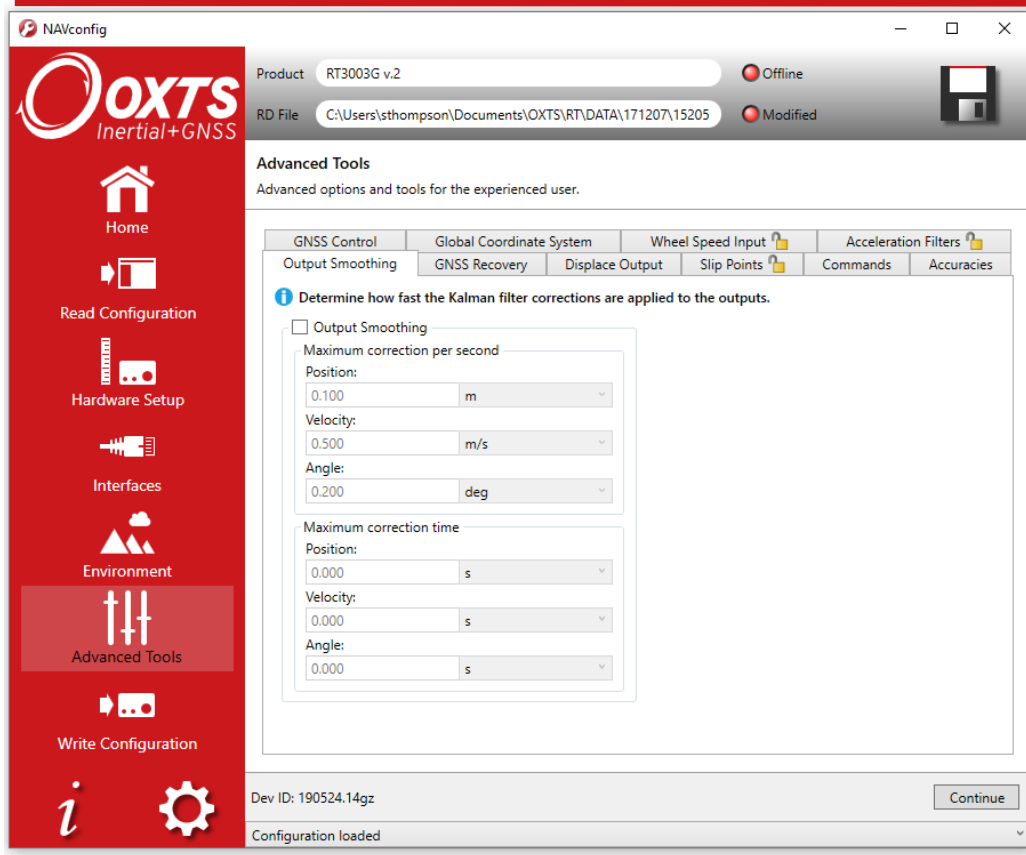 NAVconfig
OXTS
Inertial+GNSS
Product RT3003G v.2 Offline
RD File C:\Users\sthompson\Documents\OXTS\RT\DATA\171207\15205 Modified
Advanced Tools
Advanced options and tools for the experienced user.
Home
Read Configuration
Hardware Setup
Interfaces
Environment
Advanced Tools
Write Configuration
i
GNSS Control Global Coordinate System Wheel Speed Input Acceleration Filters
Output Smoothing GNSS Recovery Displace Output Slip Points Commands Accuracies
i Determine how fast the Kalman filter corrections are applied to the outputs.
Output Smoothing
Maximum correction per second
Position:
0.100 m
Velocity:
0.500 m/s
Angle:
0.200 deg
Maximum correction time
Position:
0.000 s
Velocity:
0.000 s
Angle:
0.000 s
Dev ID: 190524.14gz Continue
Configuration loaded